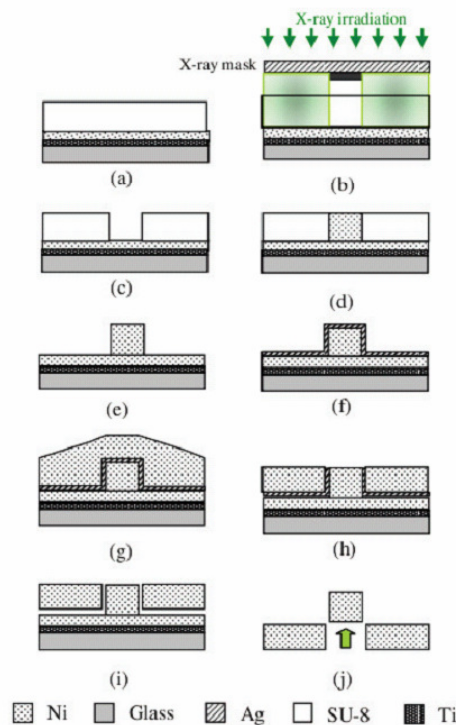 X-ray irradiation
X-ray mask
(a)
(b)
(c)
(d)
(e)
(f)
(g)
(h)
(i)
(j)
Ni Glass Ag SU-8 Ti